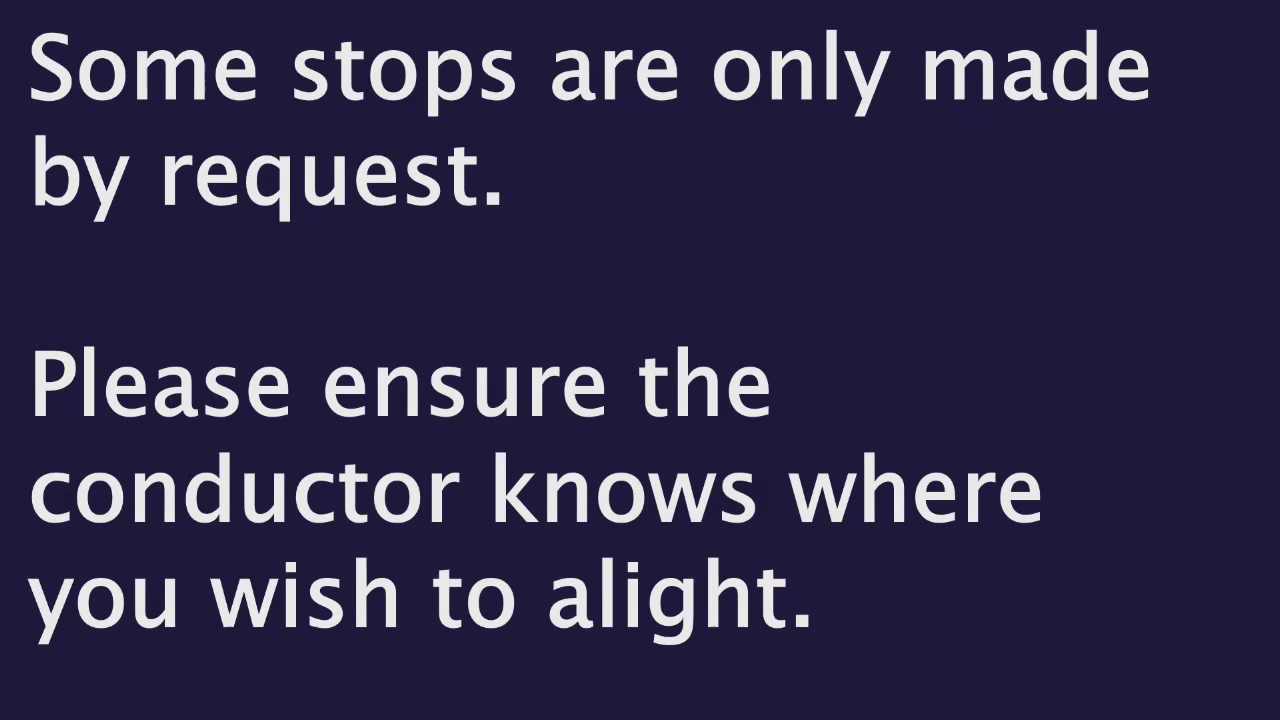 Some stops are only made
by request.
Please ensure the
conductor knows where
you wish to alight.